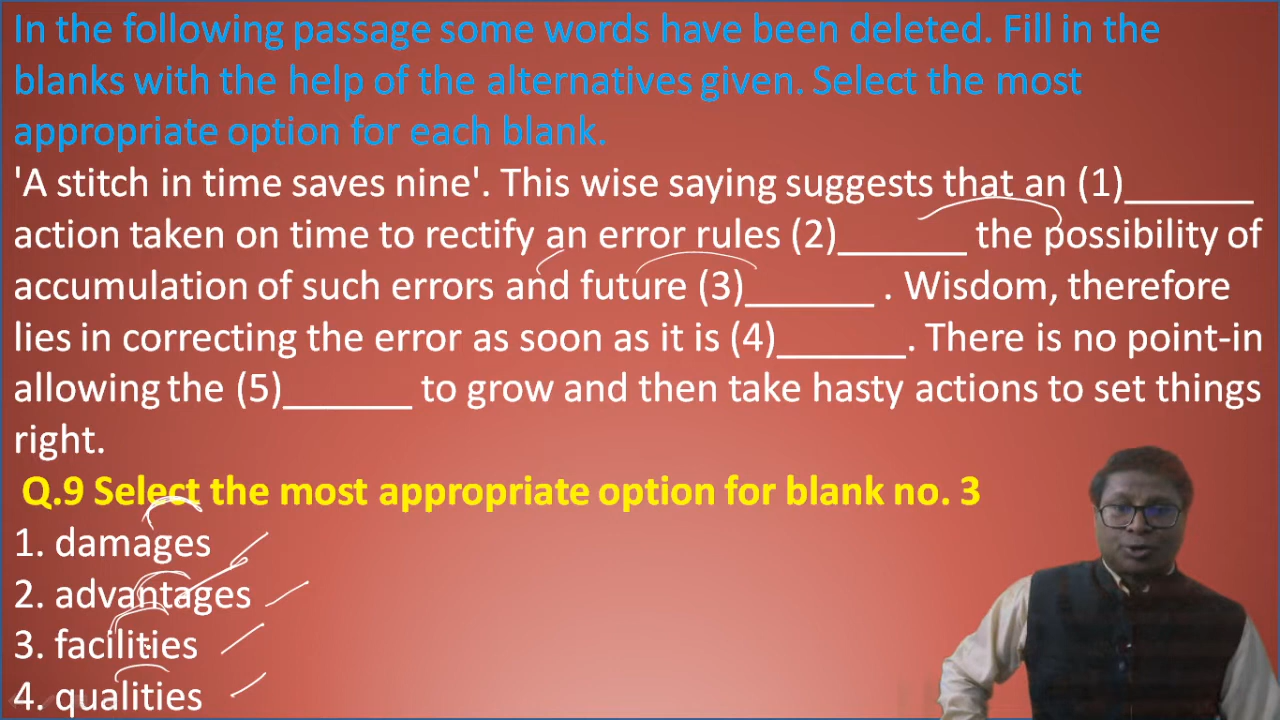 In the following passage some words have been deleted. Fill in the
blanks with the help of the alternatives given. Select the most
appropriate option for each blank.
'A stitch in time saves nine'. This wise saying suggests that an (1)______
action taken on time to rectify an error rules (2)______ the possibility of
accumulation of such errors and future (3)______ . Wisdom, therefore
lies in correcting the error as soon as it is (4)______. There is no point-in
allowing the (5)______ to grow and then take hasty actions to set things
right.
Q.9 Select the most appropriate option for blank no. 3
1. damages
2. advantages
3. facilities
4. qualities